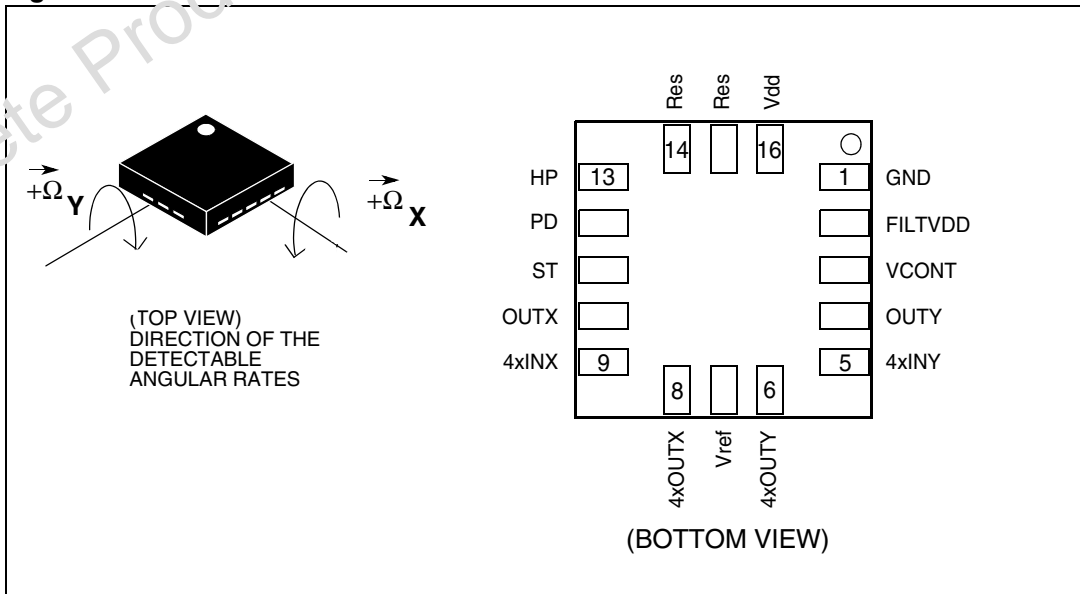 +Ω Y
+Ω X
(TOP VIEW)
DIRECTION OF THE
DETECTABLE
ANGULAR RATES
Res
Res
Vdd
14
16
HP
13
1
GND
PD
FILTVDD
ST
VCONT
OUTX
OUTY
4xINX
9
5
4xINY
8
6
4xOUTX
Vref
4xOUTY
(BOTTOM VIEW)